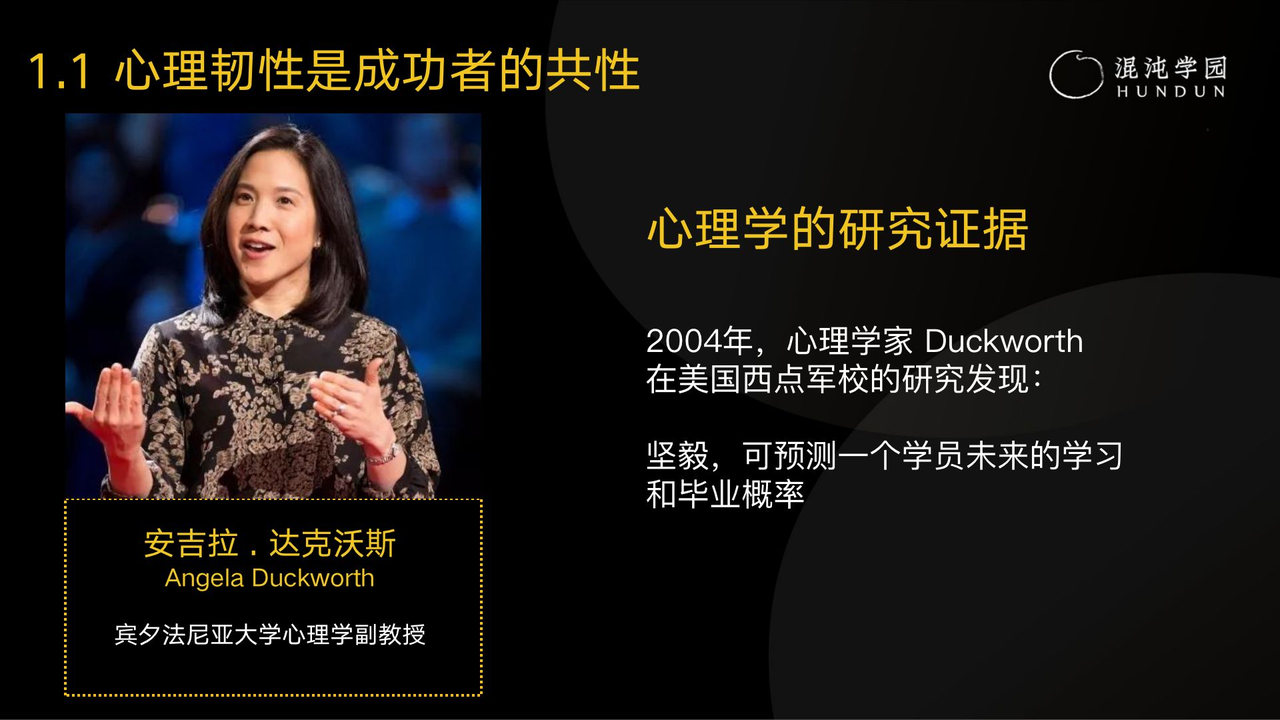 1.1 心理韧性是成功者的共性
混沌学园
HUNDUN
心理学的研究证据
2004年，心理学家 Duckworth
在美国西点军校的研究发现：
坚毅，可预测一个学员未来的学习
和毕业概率
安吉拉 . 达克沃斯
Angela Duckworth
宾夕法尼亚大学心理学副教授